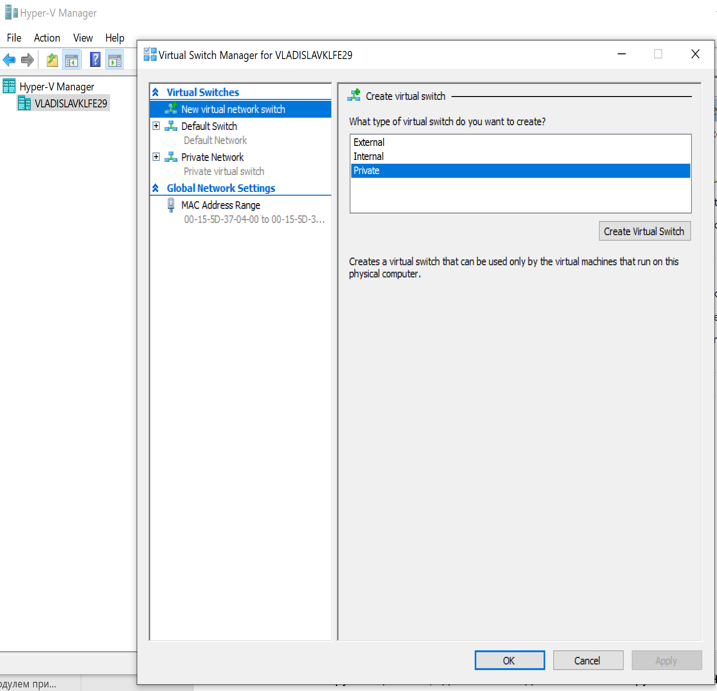 Hyper-V Manager
File Action View Help
Hyper-V Manager
VLADISLAVKLFE29
Virtual Switch Manager for VLADISLAVKLFE29
Virtual Switches
New virtual network switch
Default Switch
Default Network
Private Network
Private virtual switch
Global Network Settings
MAC Address Range
00-15-5D-37-04-00 to 00-15-5D-3...
Create virtual switch
What type of virtual switch do you want to create?
External
Internal
Private
Create Virtual Switch
Creates a virtual switch that can be used only by the virtual machines that run on this
physical computer.
OK Cancel Apply
одулем при...